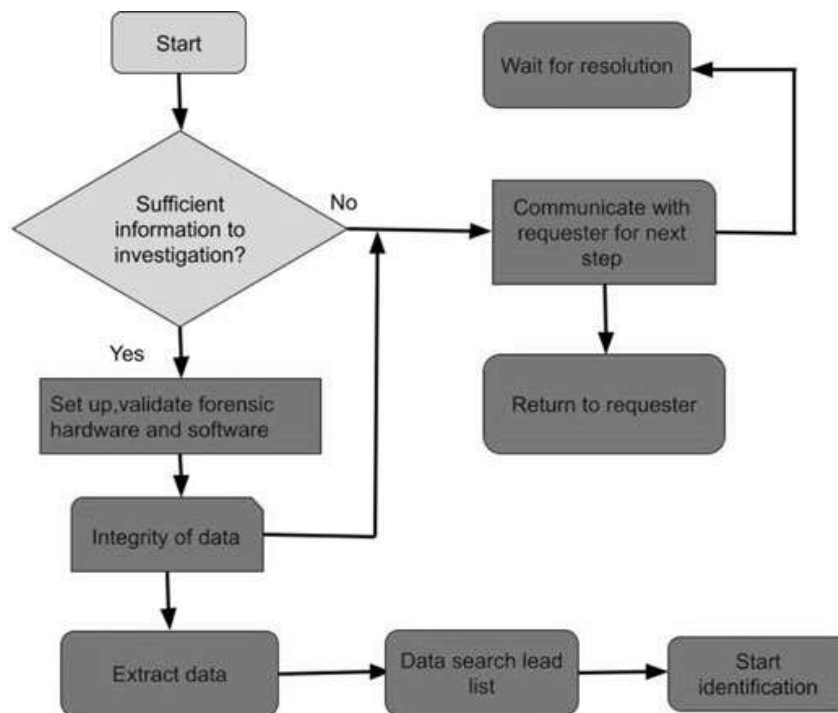 Start
Wait for resolution
Sufficient
information to
investigation?
No
Communicate with
requester for next
step
Yes
Set up,validate forensic
hardware and software
Return to requester
Integrity of data
Extract data
Data search lead
list
Start
identification